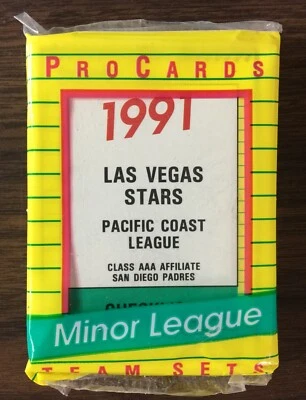 PROCARDS
1991
LAS VEGAS
STARS
PACIFIC COAST
LEAGUE
CLASS AAA AFFILIATE
SAN DIEGO PADRES
Minor League
TEAM SETS